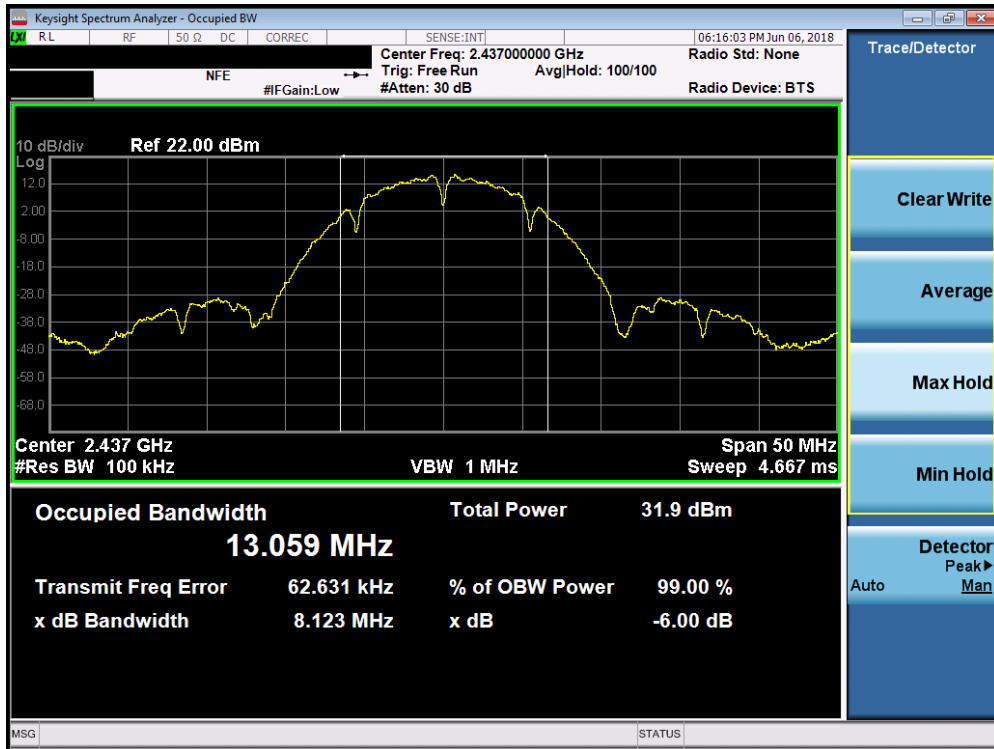 Keysight Spectrum Analyzer - Occupied BW
LXI RL RF 50 Ω DC CORREC SENSE:INT 06:16:03 PM Jun 06, 2018
Center Freq: 2.437000000 GHz Radio Std: None
NFE Trig: Free Run Avg|Hold: 100/100
#IFGain:Low #Atten: 30 dB Radio Device: BTS
10 dB/div Ref 22.00 dBm
Log
12.0
2.00
-8.00
-18.0
-28.0
-38.0
-48.0
-58.0
-68.0
Center 2.437 GHz Span 50 MHz
#Res BW 100 kHz VBW 1 MHz Sweep 4.667 ms
Occupied Bandwidth Total Power 31.9 dBm
13.059 MHz
Transmit Freq Error 62.631 kHz % of OBW Power 99.00 %
x dB Bandwidth 8.123 MHz x dB -6.00 dB
MSG STATUS
Trace/Detector
Clear Write
Average
Max Hold
Min Hold
Detector
Peak▶
Auto Man